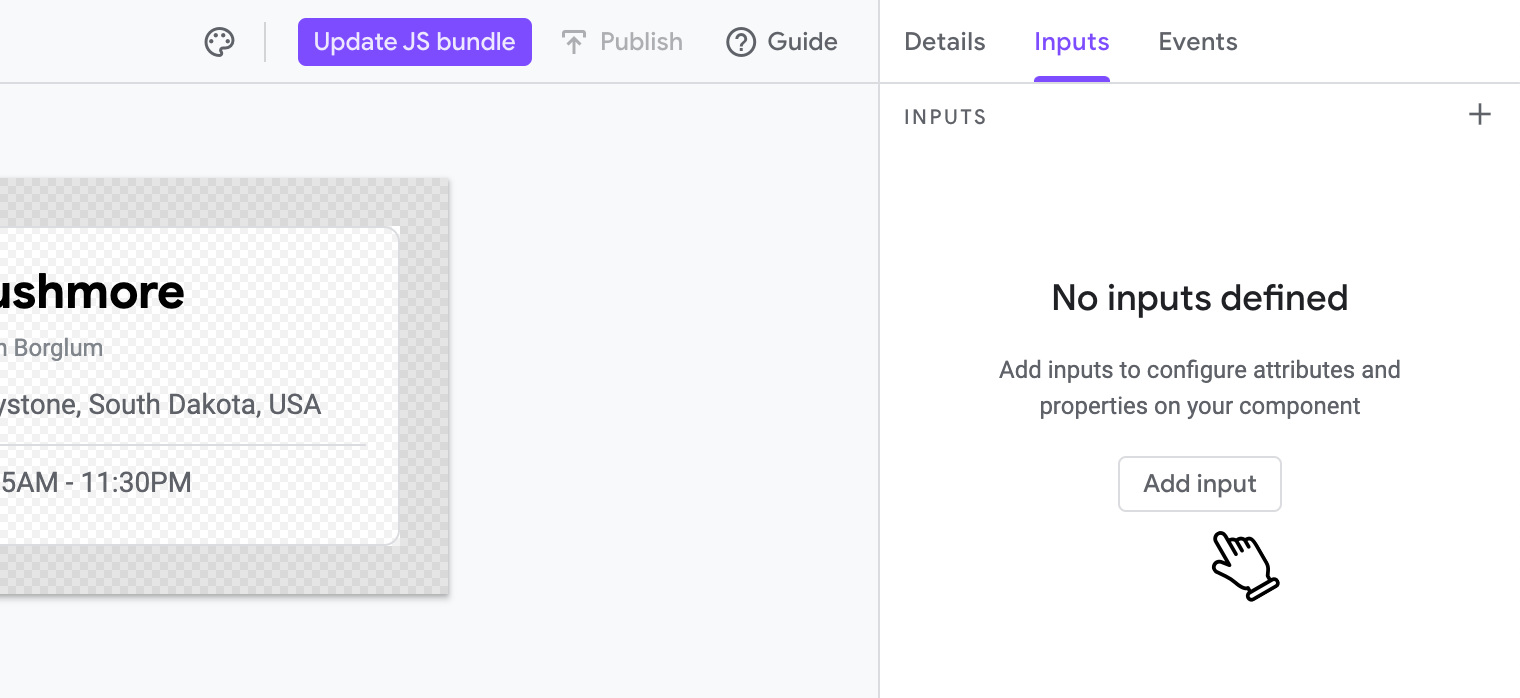 Update JS bundle
Publish
Guide
Details
Inputs
Events
INPUTS
ushmore
n Borglum
ystone, South Dakota, USA
5AM - 11:30PM
No inputs defined
Add inputs to configure attributes and
properties on your component
Add input